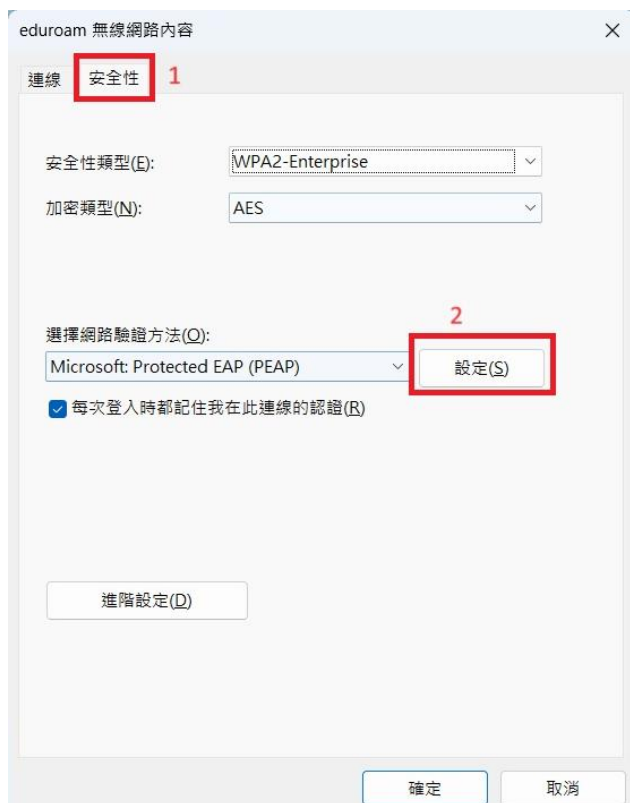 eduroam 無線網路內容
連線 安全性 1
安全性類型(E): WPA2-Enterprise
加密類型(N): AES
2
選擇網路驗證方法(O):
Microsoft: Protected EAP (PEAP) 設定(S)
每次登入時都記住我在此連線的認證(R)
進階設定(D)
確定 取消